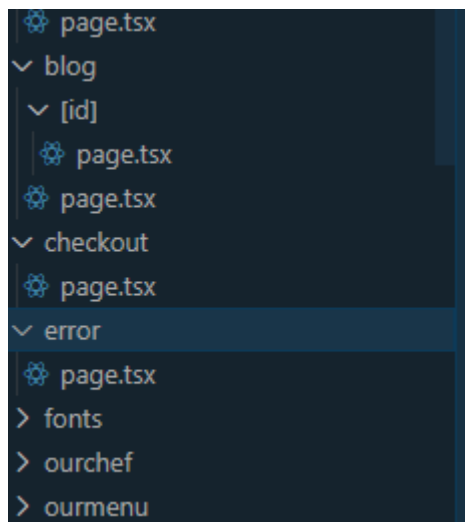 page.tsx
blog
[id]
page.tsx
page.tsx
checkout
page.tsx
error
page.tsx
fonts
ourchef
ourmenu